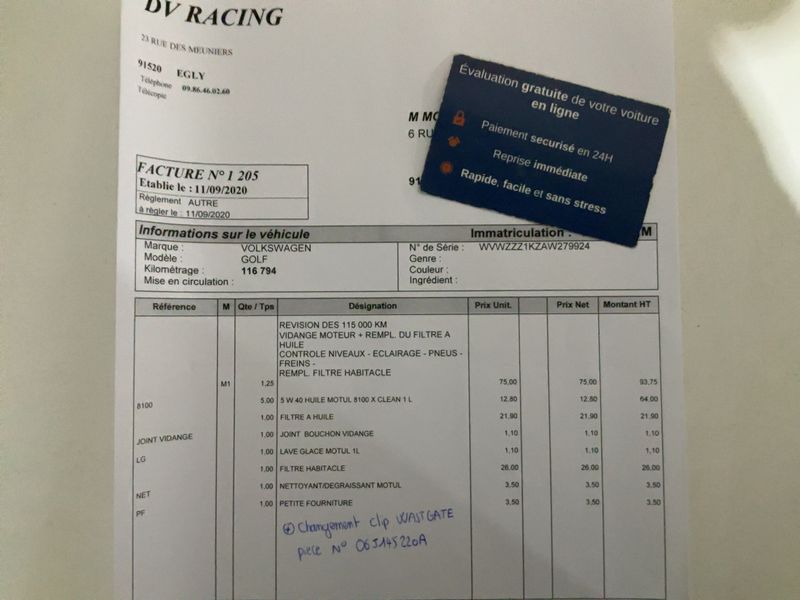 DV RACING
23 RUE DES MEUNIERS
91520 EGLY
Téléphone 09.86.46.02.60
Télécopie
M MO
6 RU
91
Évaluation gratuite de votre voiture
en ligne
Paiement securisé en 24H
Reprise immédiate
Rapide, facile et sans stress
FACTURE N° 1 205
Etablie le : 11/09/2020
Règlement AUTRE
à régler le : 11/09/2020
Informations sur le véhicule Immatriculation : M
Marque : VOLKSWAGEN N° de Série : WVWZZZ1KZAW279924
Modèle : GOLF Genre :
Kilométrage : 116 794 Couleur :
Mise en circulation : Ingrédient :
Référence M Qte / Tps Désignation Prix Unit. Prix Net Montant HT
REVISION DES 115 000 KM
VIDANGE MOTEUR + REMPL. DU FILTRE A
HUILE
CONTROLE NIVEAUX - ECLAIRAGE - PNEUS -
FREINS -
REMPL. FILTRE HABITACLE
M1 1,25 75,00 75,00 93,75
8100 5,00 5 W 40 HUILE MOTUL 8100 X CLEAN 1 L 12,80 12,80 64,00
1,00 FILTRE A HUILE 21,90 21,90 21,90
JOINT VIDANGE 1,00 JOINT BOUCHON VIDANGE 1,10 1,10 1,10
LG 1,00 LAVE GLACE MOTUL 1L 1,10 1,10 1,10
1,00 FILTRE HABITACLE 26,00 26,00 26,00
NET 1,00 NETTOYANT/DEGRAISSANT MOTUL 3,50 3,50 3,50
PF 1,00 PETITE FOURNITURE 3,50 3,50 3,50
⊕ Changement clip WASTGATE
piece N° 06J145220A